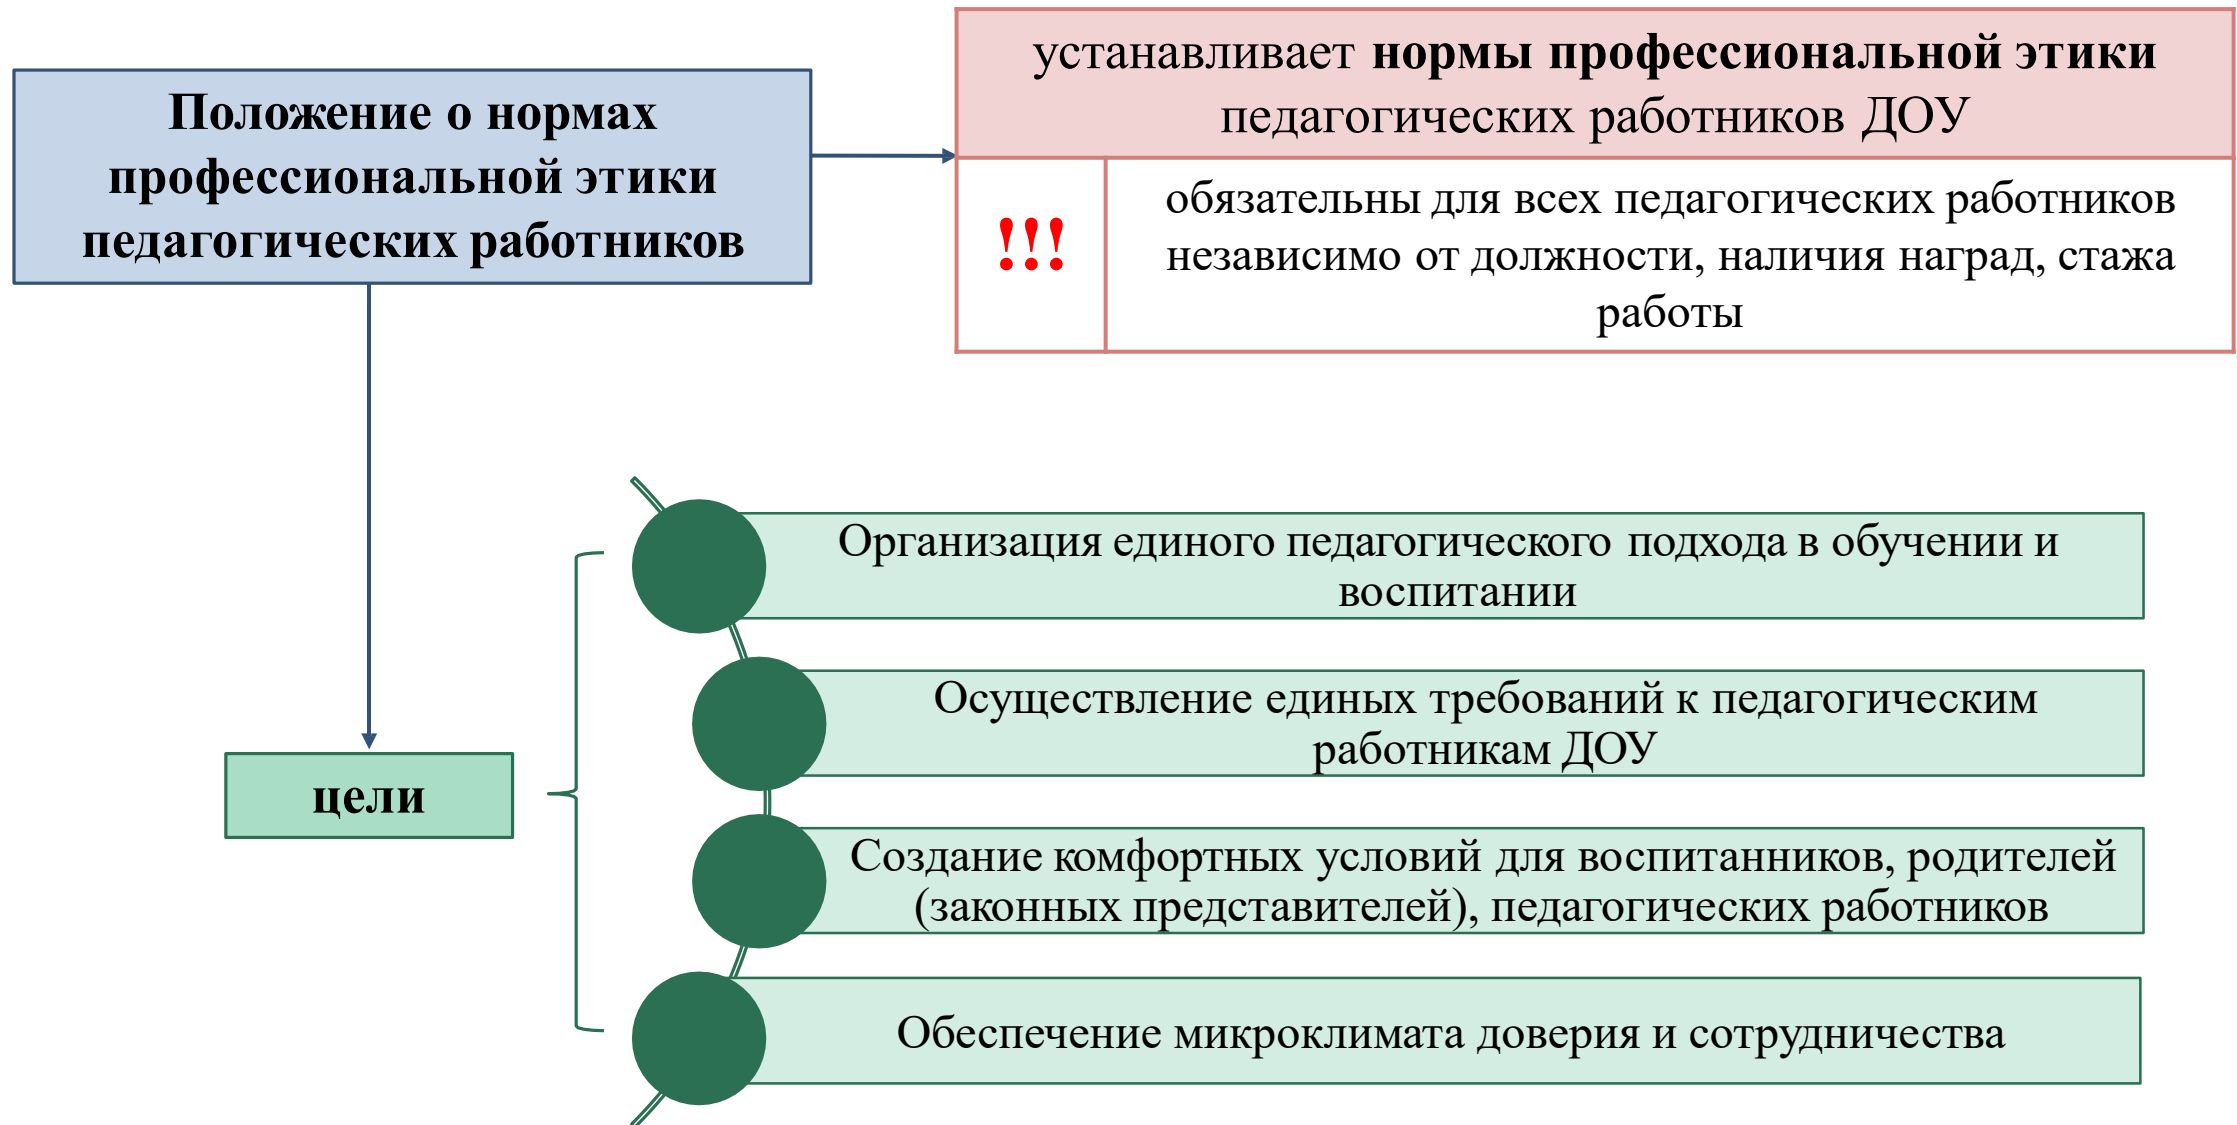 Положение о нормах
профессиональной этики
педагогических работников
устанавливает нормы профессиональной этики
педагогических работников ДОУ
!!!
обязательны для всех педагогических работников
независимо от должности, наличия наград, стажа
работы
цели
Организация единого педагогического подхода в обучении и
воспитании
Осуществление единых требований к педагогическим
работникам ДОУ
Создание комфортных условий для воспитанников, родителей
(законных представителей), педагогических работников
Обеспечение микроклимата доверия и сотрудничества